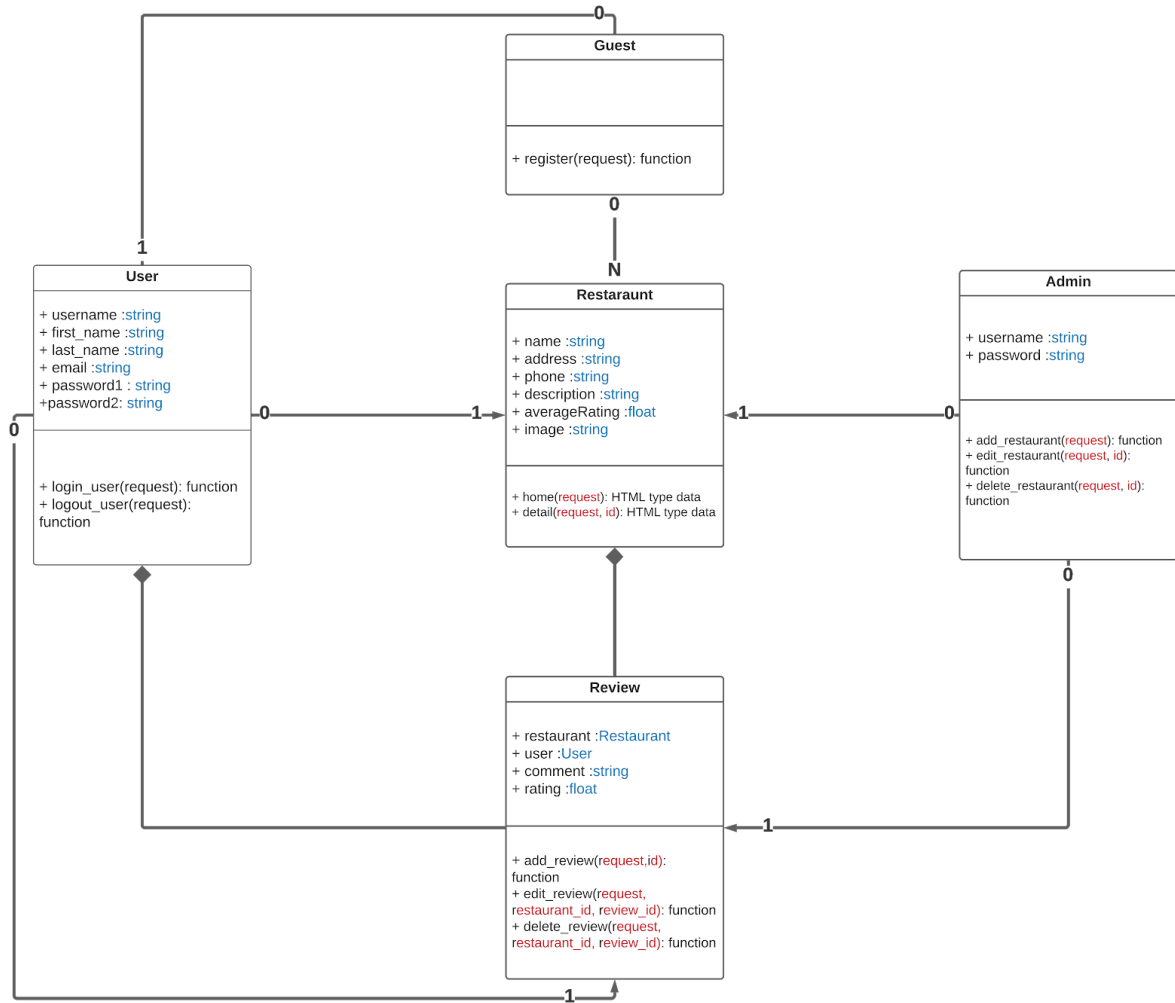 0
Guest
+ register(request): function
0
1
N
User
+ username :string
+ first_name :string
+ last_name :string
+ email :string
+ password1 : string
+password2: string
+ login_user(request): function
+ logout_user(request):
function
0
0
1
Restaraunt
+ name :string
+ address :string
+ phone :string
+ description :string
+ averageRating :float
+ image :string
+ home(request): HTML type data
+ detail(request, id): HTML type data
1
0
Admin
+ username :string
+ password :string
+ add_restaurant(request): function
+ edit_restaurant(request, id):
function
+ delete_restaurant(request, id):
function
0
Review
+ restaurant :Restaurant
+ user :User
+ comment :string
+ rating :float
+ add_review(request,id):
function
+ edit_review(request,
restaurant_id, review_id): function
+ delete_review(request,
restaurant_id, review_id): function
1
1